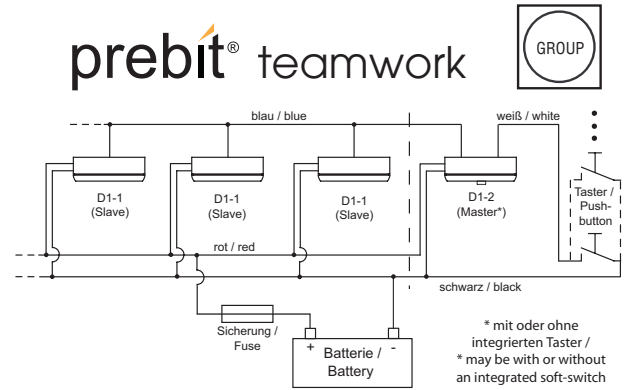 prebit® teamwork
GROUP
blau / blue
weiß / white
D1-1
(Slave)
D1-1
(Slave)
D1-1
(Slave)
D1-2
(Master*)
Taster /
Push-
button
rot / red
schwarz / black
Sicherung /
Fuse
+ -
Batterie /
Battery
* mit oder ohne
integrierten Taster /
* may be with or without
an integrated soft-switch